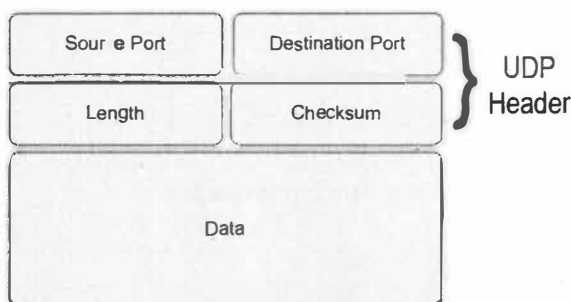 Sour e Port
Destination Port
Length
Checksum
UDP
Header
Data